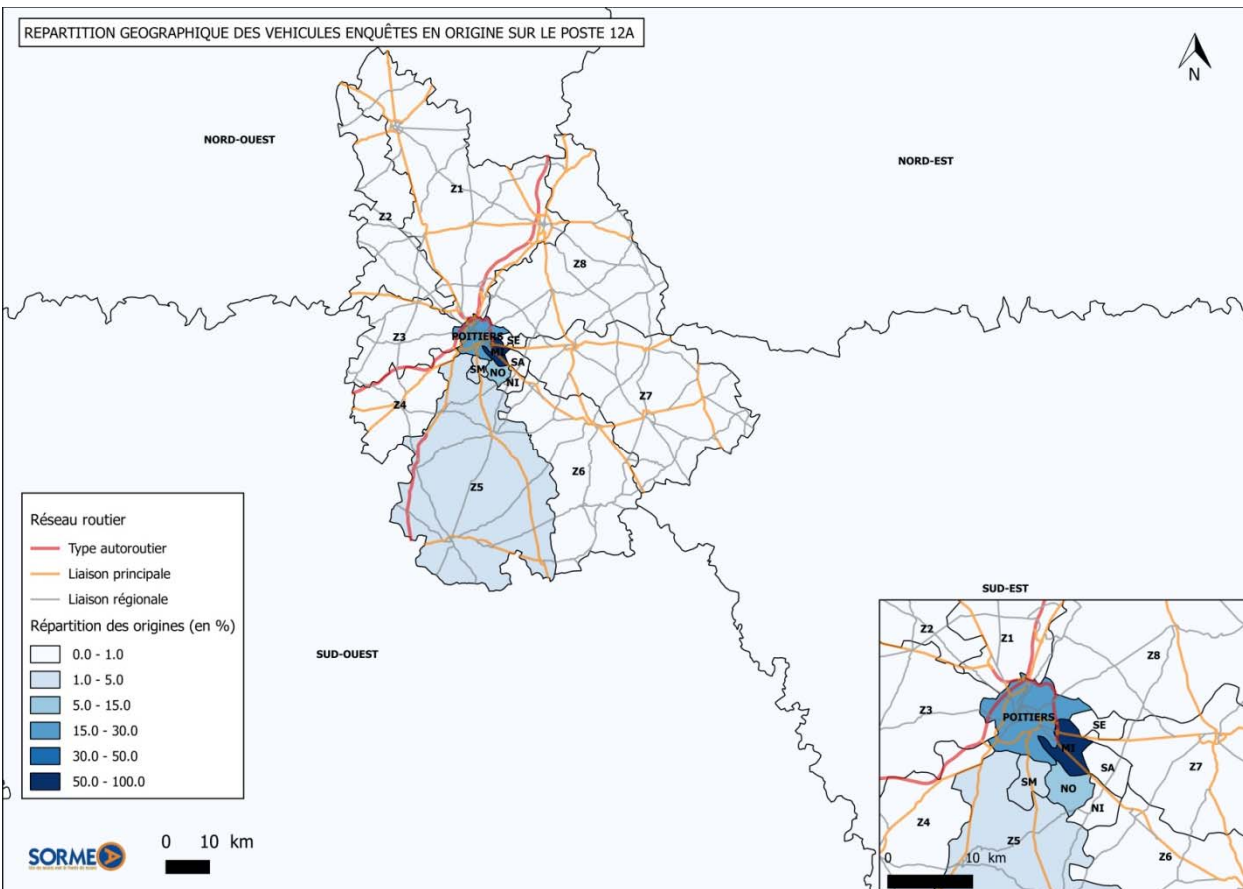 REPARTITION GEOGRAPHIQUE DES VEHICULES ENQUÊTES EN ORIGINE SUR LE POSTE 12A
N
NORD-OUEST
NORD-EST
Z1
Z2
Z8
Z3
POITIERS
SE
MI
SA
SM
NO
NI
Z4
Z7
Z6
Z5
SUD-OUEST
SUD-EST
Réseau routier
Type autoroutier
Liaison principale
Liaison régionale
Répartition des origines (en %)
0.0 - 1.0
1.0 - 5.0
5.0 - 15.0
15.0 - 30.0
30.0 - 50.0
50.0 - 100.0
SORMEA
0 10 km
Z2
Z1
Z8
Z3
POITIERS
SE
MI
SA
Z7
SM
NO
NI
Z4
Z5
Z6
0 10 km